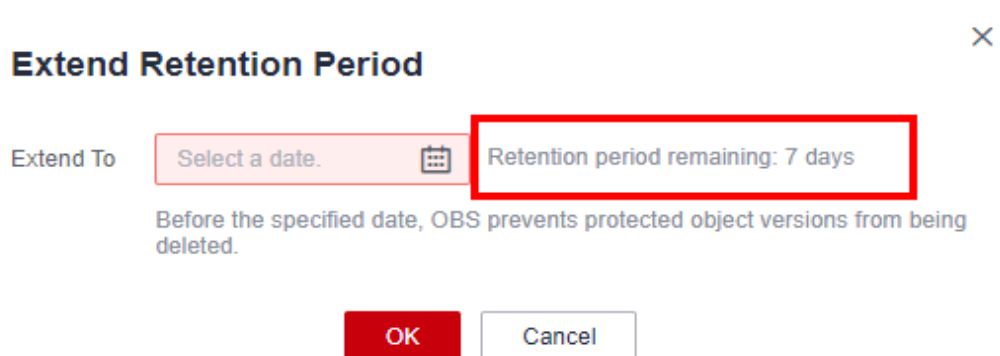 Extend Retention Period
Extend To
Select a date.
Retention period remaining: 7 days
Before the specified date, OBS prevents protected object versions from being
deleted.
OK
Cancel